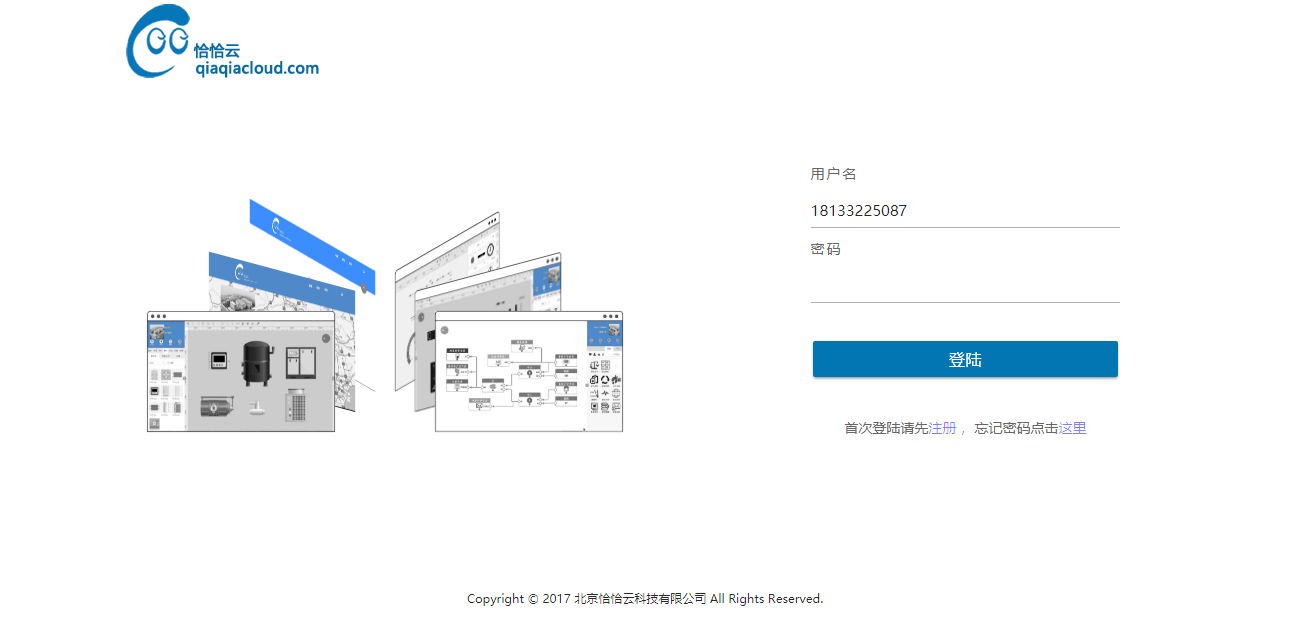 恰恰云
qiaqiacloud.com
用户名
18133225087
密码
登陆
首次登陆请先注册 ，忘记密码点击这里
Copyright © 2017 北京恰恰云科技有限公司 All Rights Reserved.